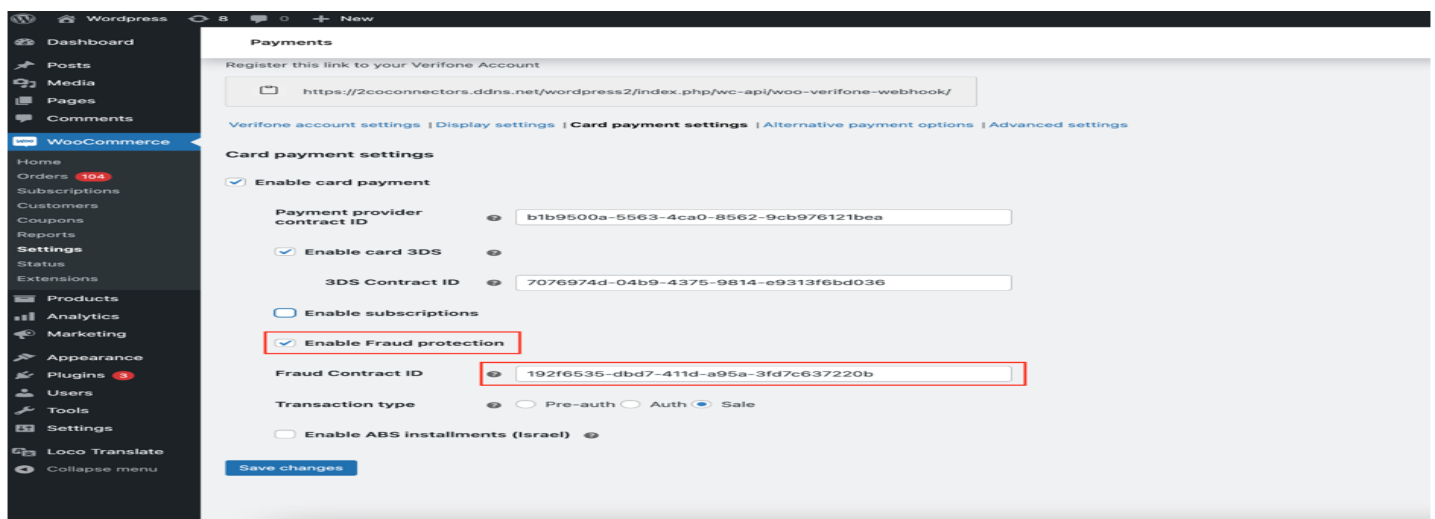 Wordpress 8 0 + New
Dashboard
Posts
Media
Pages
Comments
WooCommerce
Home
Orders 104
Subscriptions
Customers
Coupons
Reports
Settings
Status
Extensions
Products
Analytics
Marketing
Appearance
Plugins 3
Users
Tools
Settings
Loco Translate
Collapse menu
Payments
Register this link to your Verifone Account
https://2coconnectors.ddns.net/wordpress2/index.php/wc-api/woo-verifone-webhook/
Verifone account settings | Display settings | Card payment settings | Alternative payment options | Advanced settings
Card payment settings
Enable card payment
Payment provider
contract ID
b1b9500a-5563-4ca0-8562-9cb976121bea
Enable card 3DS
3DS Contract ID
7076974d-04b9-4375-9814-e9313f6bd036
Enable subscriptions
Enable Fraud protection
Fraud Contract ID
192f6535-dbd7-411d-a95a-3fd7c637220b
Transaction type Pre-auth Auth Sale
Enable ABS installments (Israel)
Save changes